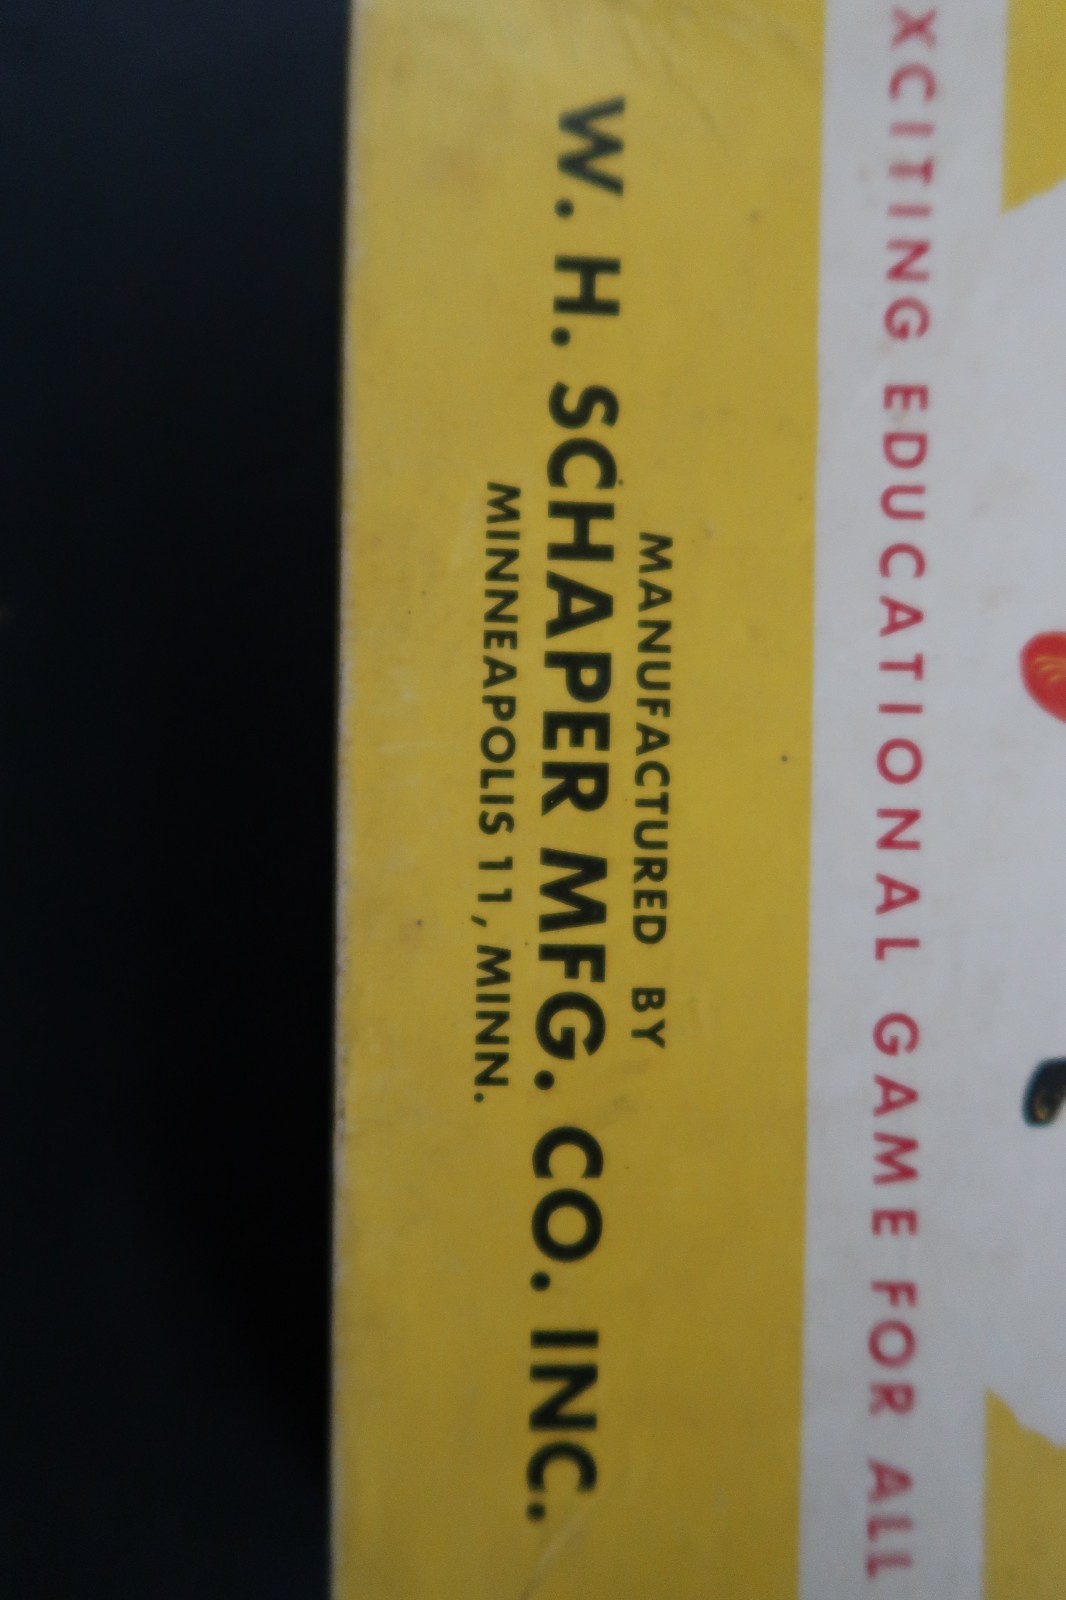 XCITING EDUCATIONAL GAME FOR ALL
MANUFACTURED BY
W. H. SCHAPER MFG. CO. INC.
MINNEAPOLIS 11, MINN.